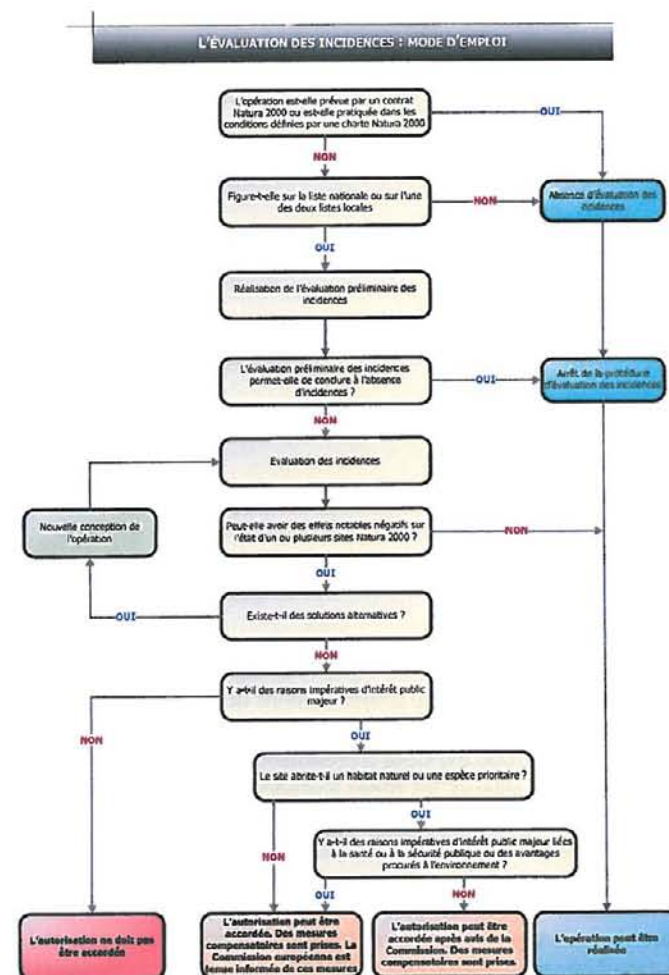 L'ÉVALUATION DES INCIDENCES : MODE D'EMPLOI
L'opération est-elle prévue par un contrat
Natura 2000 ou est-elle pratiquée dans les
conditions définies par une charte Natura 2000
OUI
NON
Figure-t-elle sur la liste nationale ou sur l'une
des deux listes locales
NON
Absence d'évaluation des
incidences
OUI
Réalisation de l'évaluation préliminaire des
incidences
L'évaluation préliminaire des incidences
permet-elle de conclure à l'absence
d'incidences ?
OUI
Arrêt de la procédure
d'évaluation des incidences
NON
Evaluation des incidences
Nouvelle conception de
l'opération
Peut-elle avoir des effets notables négatifs sur
l'état d'un ou plusieurs sites Natura 2000 ?
NON
OUI
OUI
Existe-t-il des solutions alternatives ?
NON
Y a-t-il des raisons impératives d'intérêt public
majeur ?
NON
OUI
Le site abrite-t-il un habitat naturel ou une espèce prioritaire ?
OUI
NON
Y a-t-il des raisons impératives d'intérêt public majeur liées
à la santé ou à la sécurité publique ou des avantages
procurés à l'environnement ?
OUI
NON
L'autorisation ne doit pas
être accordée
L'autorisation peut être
accordée. Des mesures
compensatoires sont prises. La
Commission européenne est
tenue informée de ces mesures
L'autorisation peut être
accordée après avis de la
Commission. Des mesures
compensatoires sont prises.
L'opération peut être
réalisée